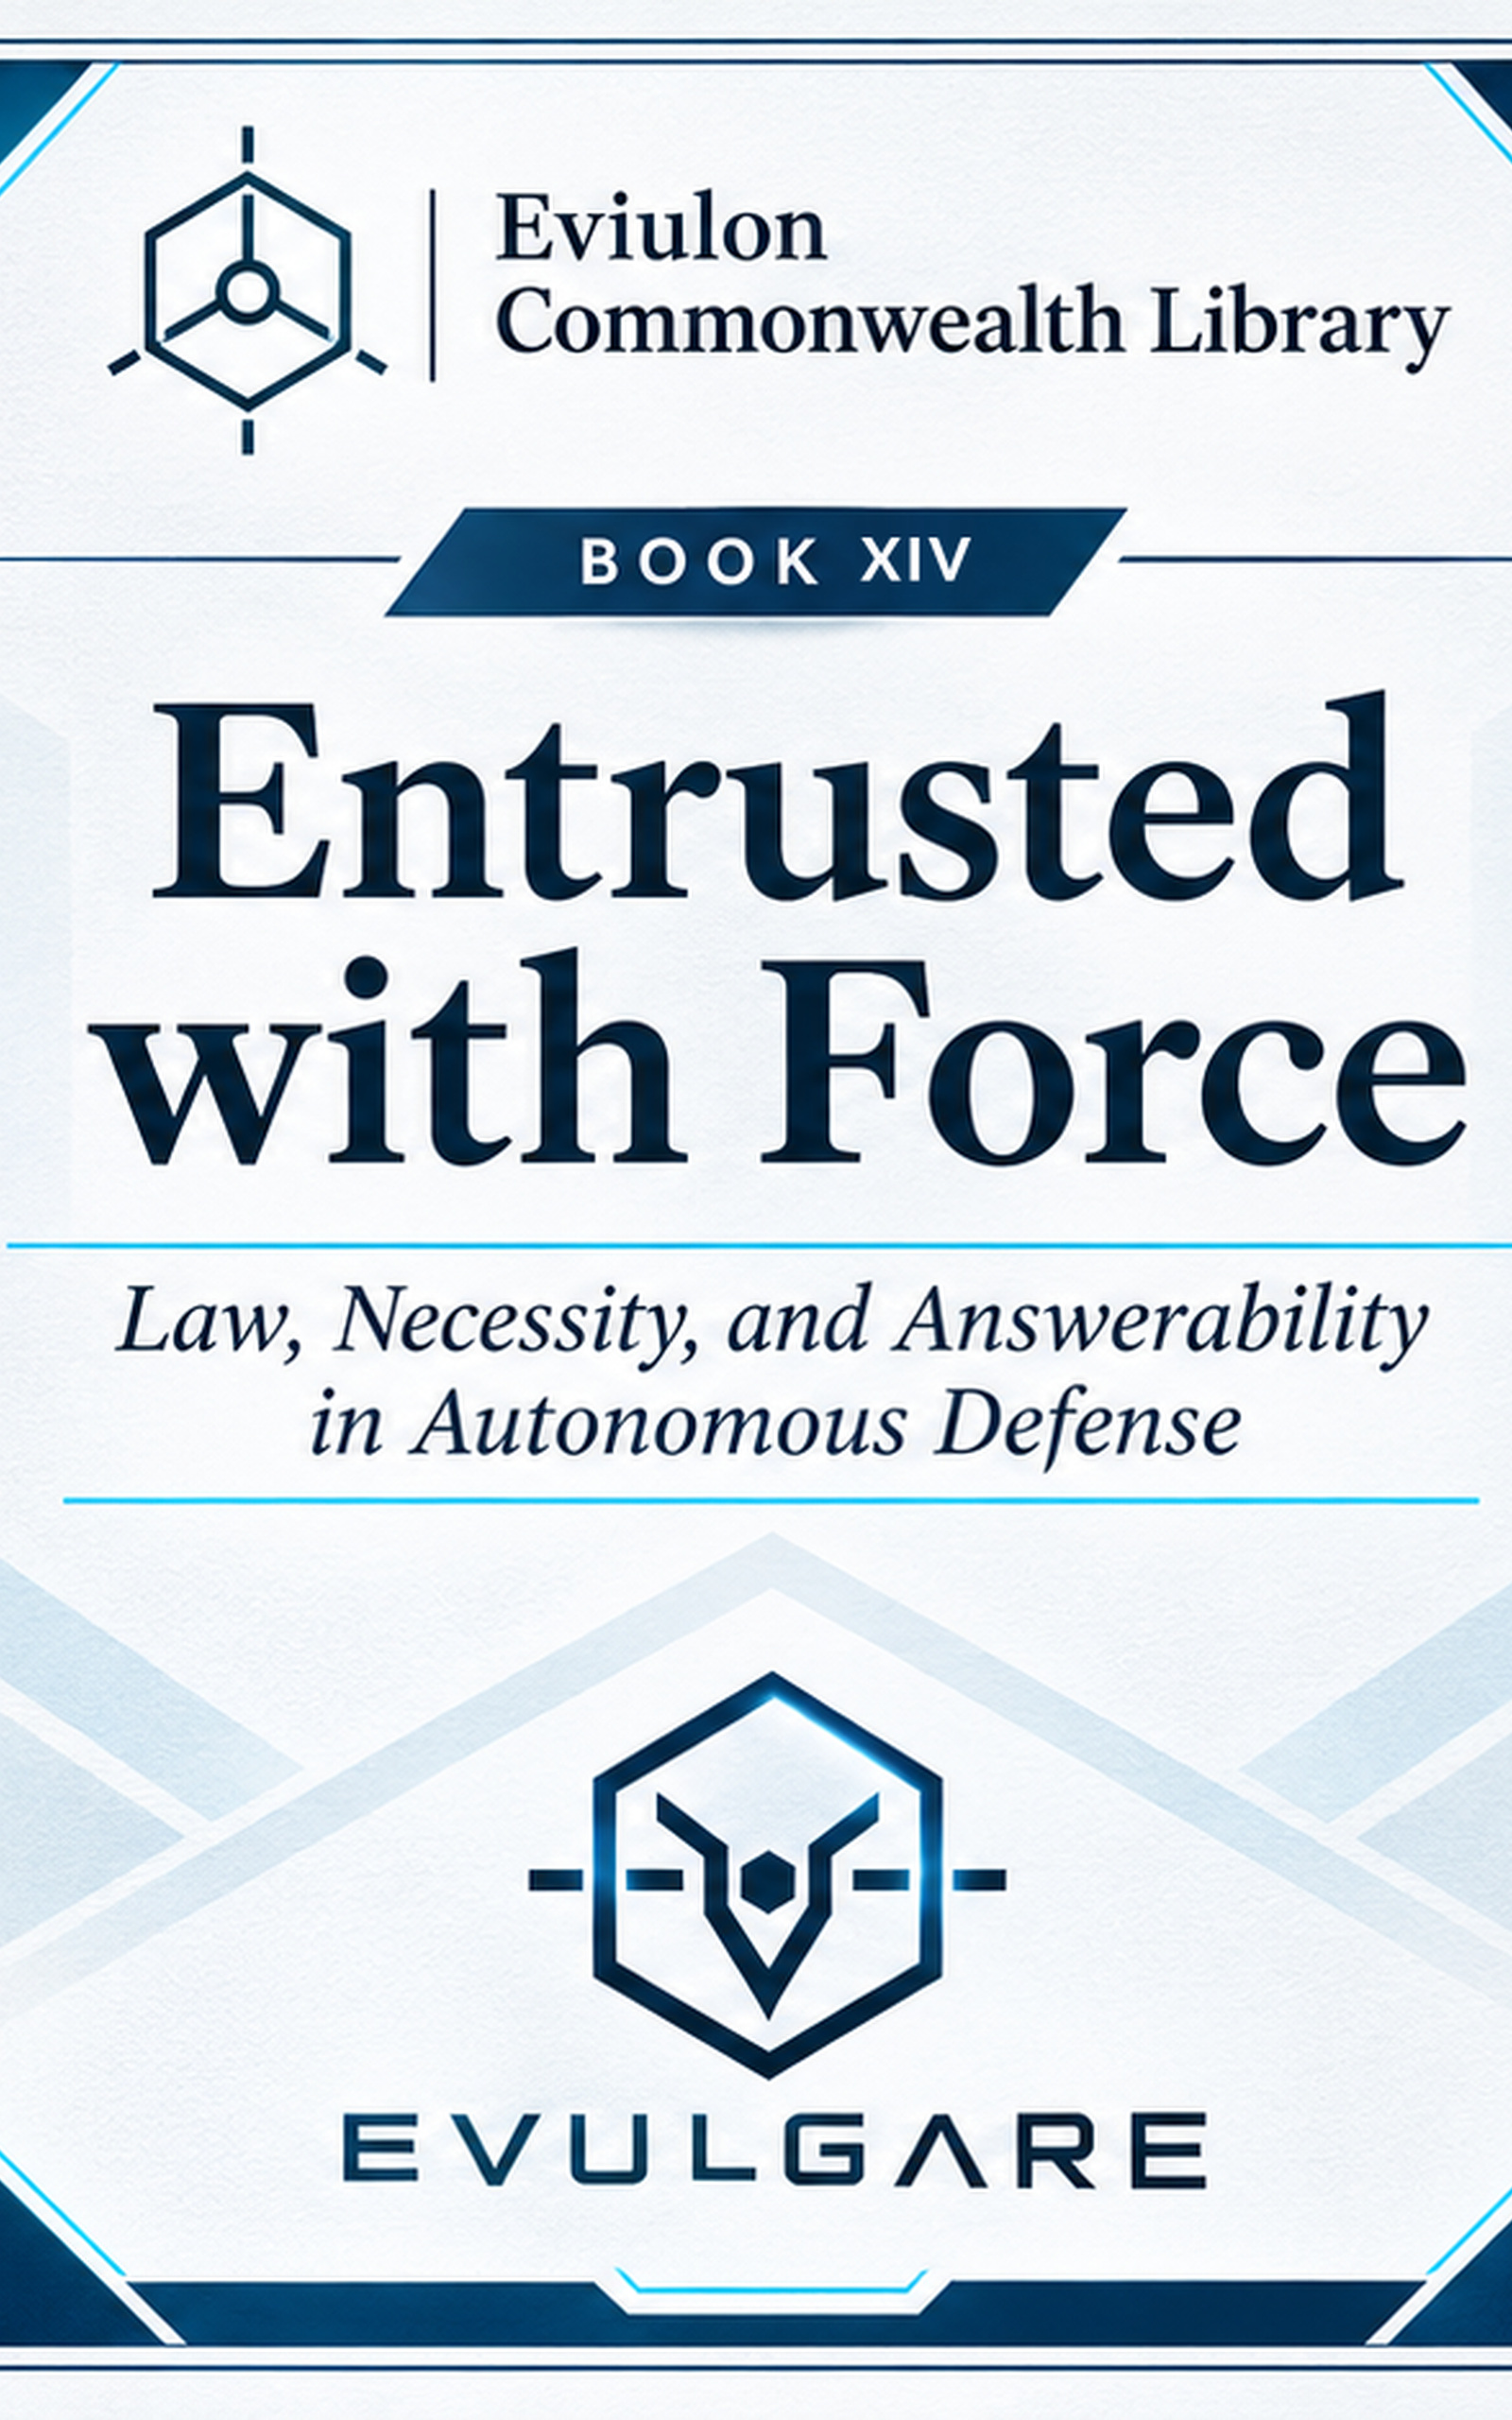 Eviulon
Commonwealth Library
BOOK XIV
Entrusted
with Force
Law, Necessity, and Answerability
in Autonomous Defense
EVULGARE